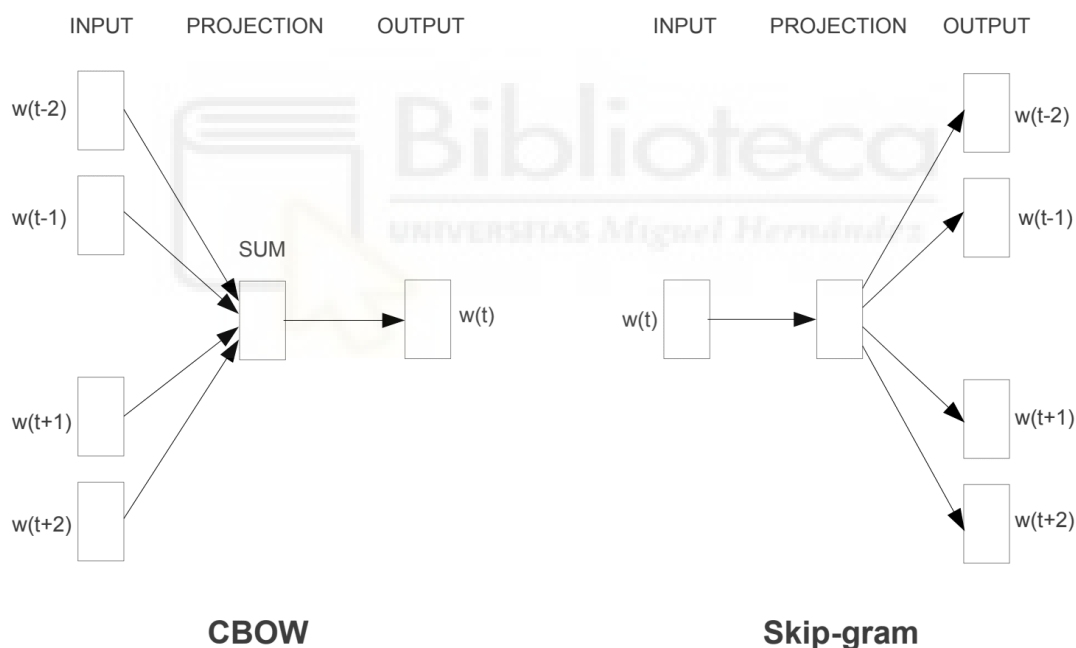 INPUT PROJECTION OUTPUT
w(t-2)
w(t-1)
SUM
w(t)
w(t+1)
w(t+2)
CBOW
INPUT PROJECTION OUTPUT
w(t-2)
w(t-1)
w(t)
w(t+1)
w(t+2)
Skip-gram
Biblioteca
UNIVERSITAS Miguel Hernández